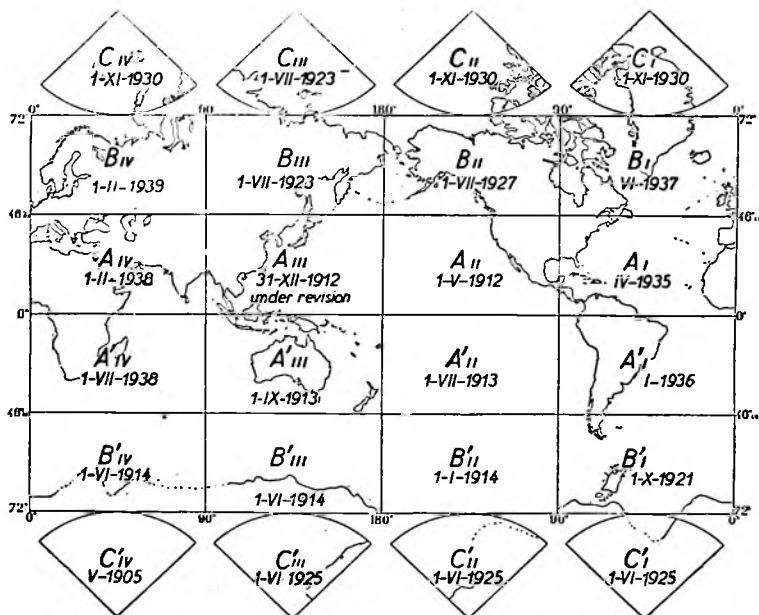 C IV C III C II C I
1-XI-1930 1-VII-1923 1-XI-1930 1-XI-1930
0° 90° 180° 90° 0°
72° 72°
B IV B III B II B I
1-II-1939 1-VII-1923 1-VII-1927 VI-1937
A IV A III A II A I
1-II-1938 31-XII-1912 1-V-1912 IV-1935
under revision
0° 0°
A' IV A' III A' II A' I
1-VII-1938 1-IX-1913 1-VII-1913 I-1936
B' IV B' III B' II B' I
1-VI-1914 1-VI-1914 1-I-1914 1-X-1921
72° 72°
0° 90° 180° 90° 0°
C' IV C' III C' II C' I
V-1905 1-VI-1925 1-VI-1925 1-VI-1925